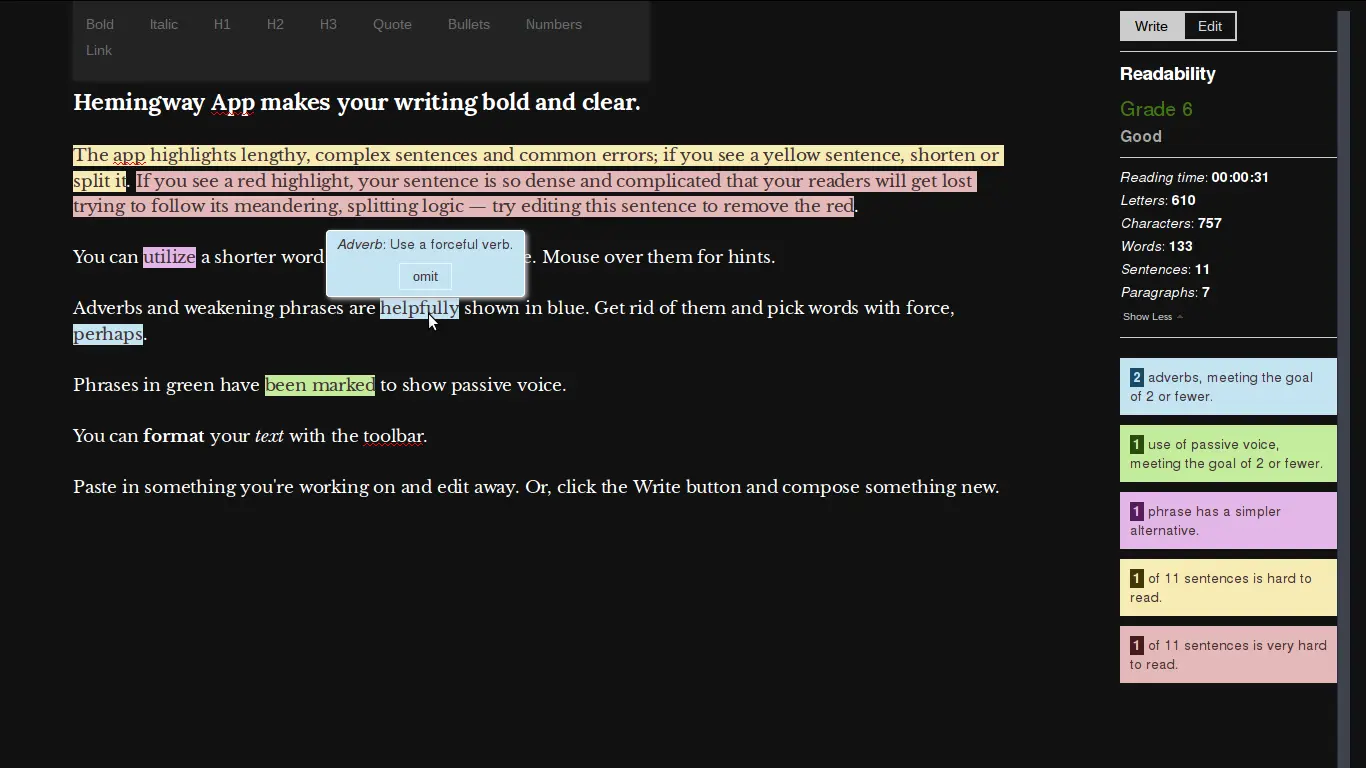 Bold Italic H1 H2 H3 Quote Bullets Numbers
Link
Hemingway App makes your writing bold and clear.
The app highlights lengthy, complex sentences and common errors; if you see a yellow sentence, shorten or
split it. If you see a red highlight, your sentence is so dense and complicated that your readers will get lost
trying to follow its meandering, splitting logic — try editing this sentence to remove the red.
You can utilize a shorter word e. Mouse over them for hints.
Adverb: Use a forceful verb.
omit
Adverbs and weakening phrases are helpfully shown in blue. Get rid of them and pick words with force,
perhaps.
Phrases in green have been marked to show passive voice.
You can format your text with the toolbar.
Paste in something you're working on and edit away. Or, click the Write button and compose something new.
Write Edit
Readability
Grade 6
Good
Reading time: 00:00:31
Letters: 610
Characters: 757
Words: 133
Sentences: 11
Paragraphs: 7
Show Less
2 adverbs, meeting the goal
of 2 or fewer.
1 use of passive voice,
meeting the goal of 2 or fewer.
1 phrase has a simpler
alternative.
1 of 11 sentences is hard to
read.
1 of 11 sentences is very hard
to read.